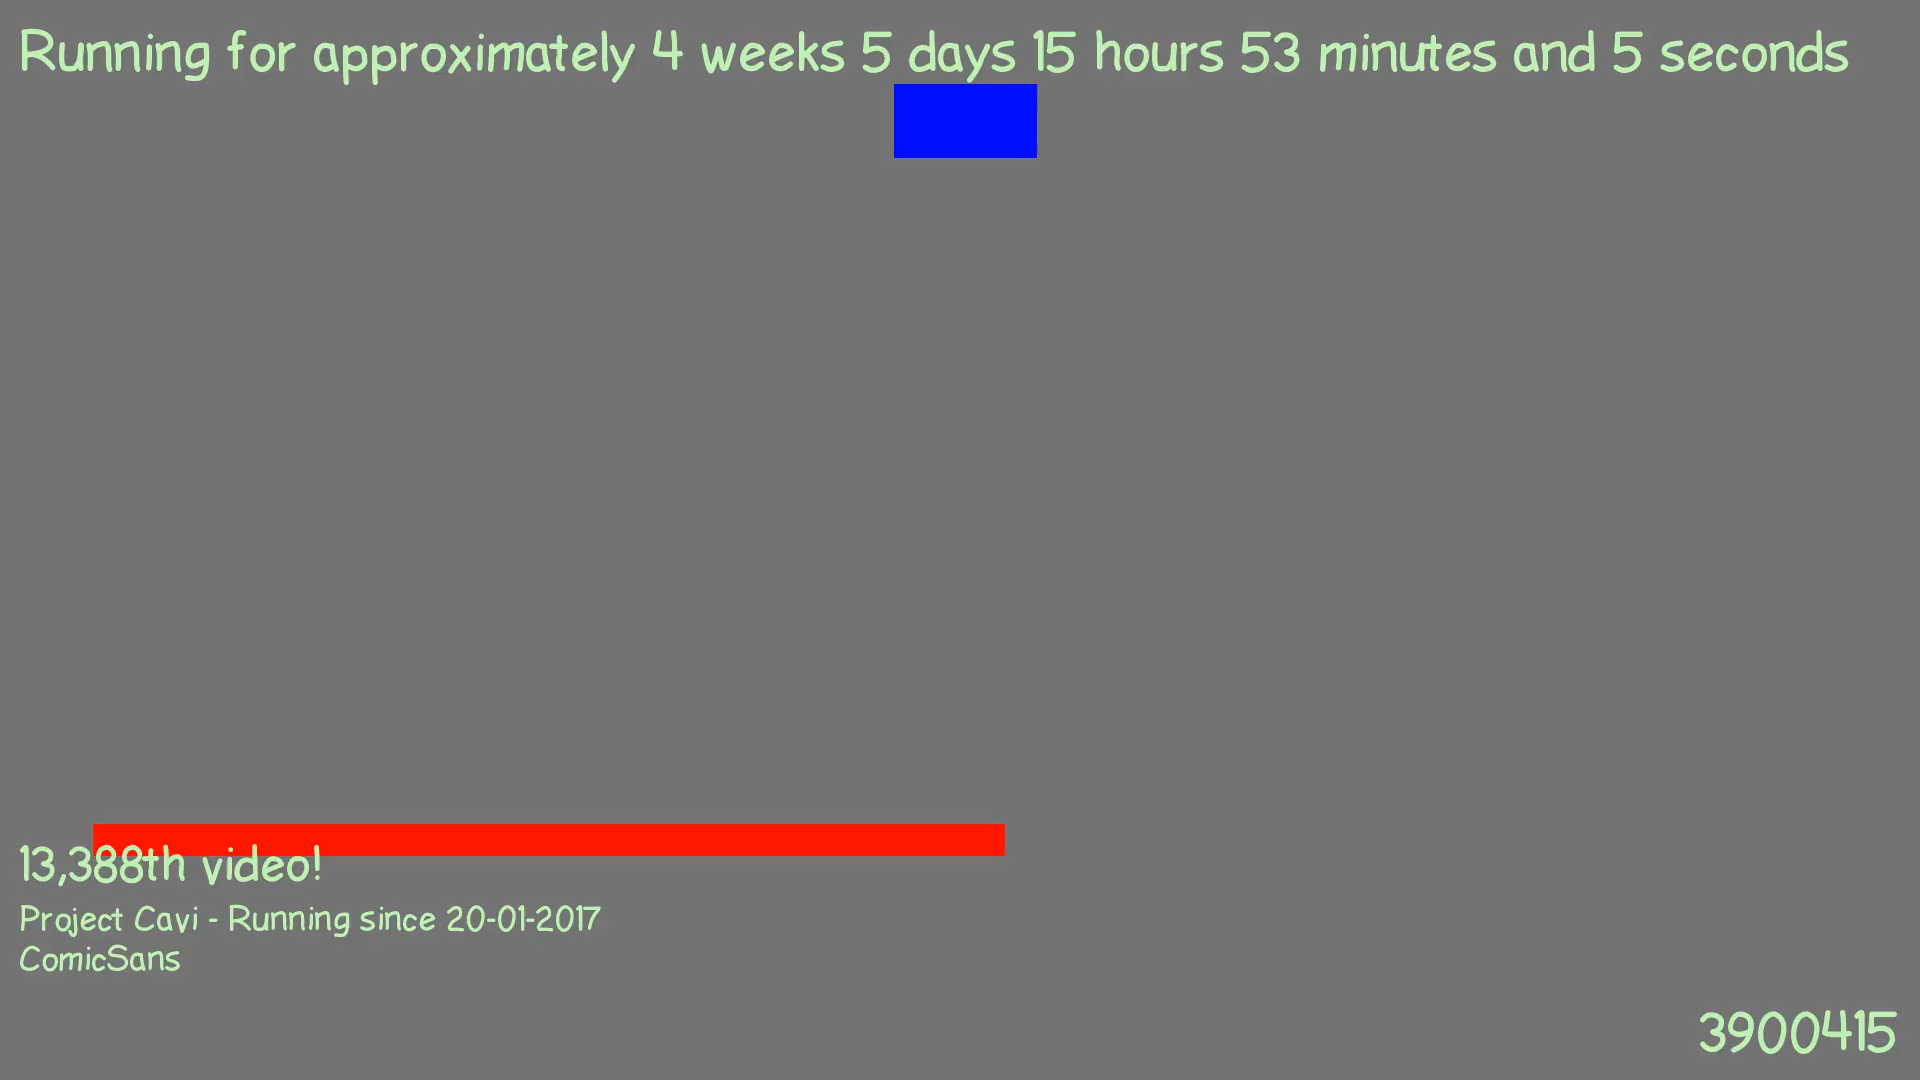 Running for approximately 4 weeks 5 days 15 hours 53 minutes and 5 seconds
13,388th video!
Project Cavi - Running since 20-01-2017
ComicSans
3900415